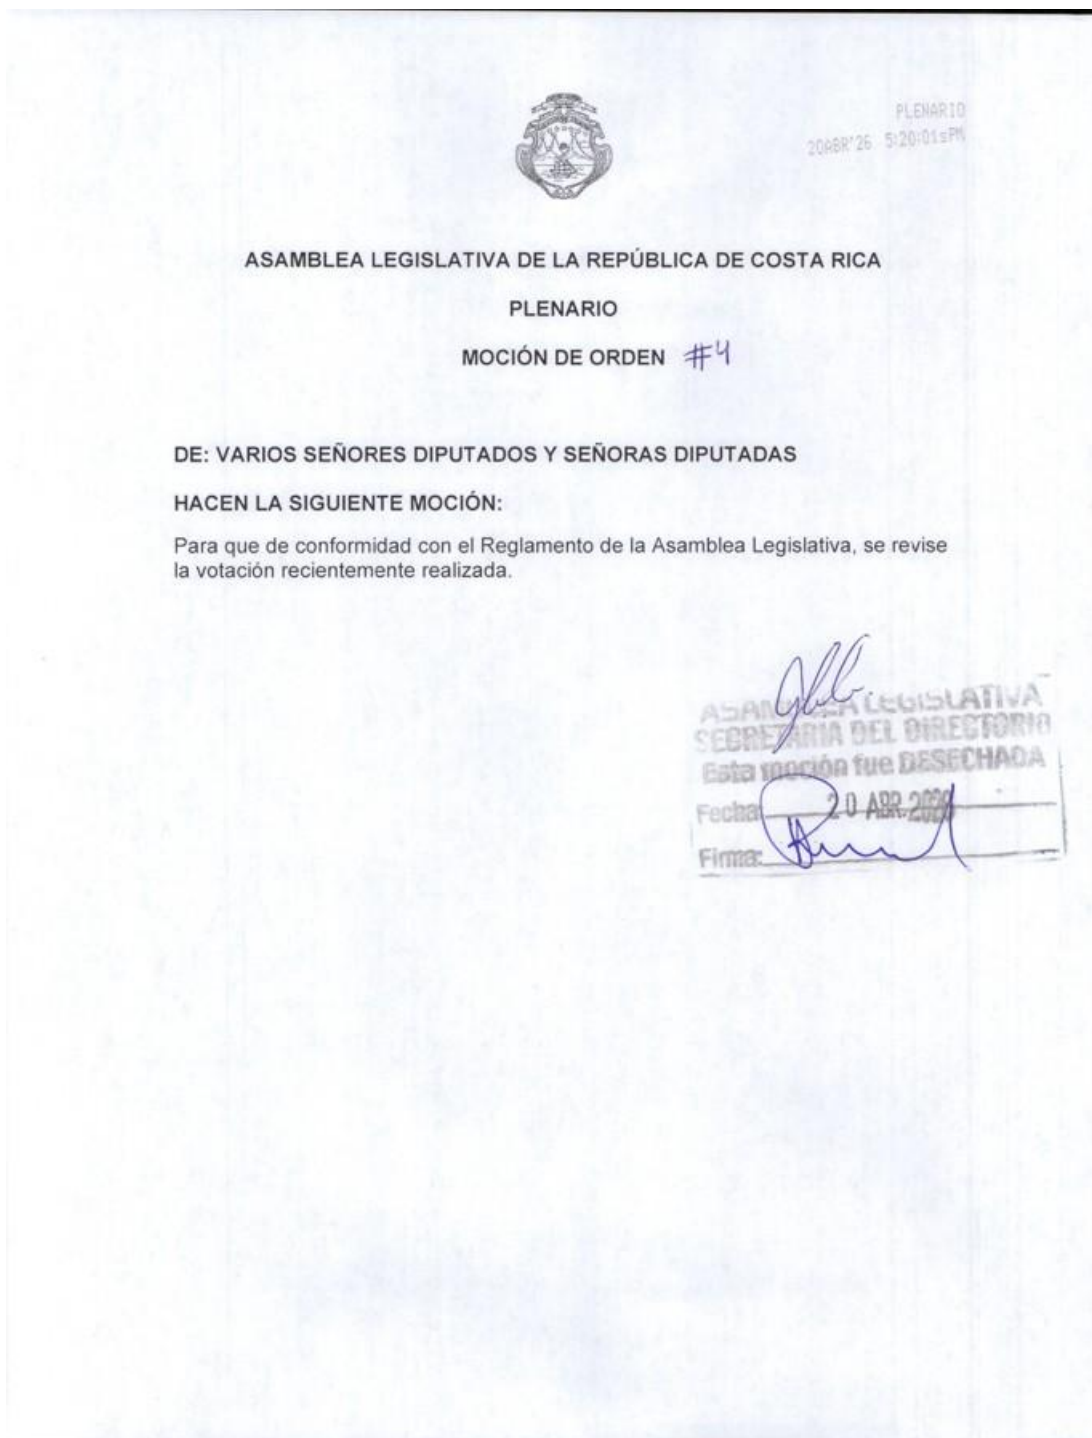 PLENARIO
20ABR'26 5:20:01sPM
ASAMBLEA LEGISLATIVA DE LA REPÚBLICA DE COSTA RICA
PLENARIO
MOCIÓN DE ORDEN #4
DE: VARIOS SEÑORES DIPUTADOS Y SEÑORAS DIPUTADAS
HACEN LA SIGUIENTE MOCIÓN:
Para que de conformidad con el Reglamento de la Asamblea Legislativa, se revise
la votación recientemente realizada.
ASAMBLEA LEGISLATIVA
SECRETARIA DEL DIRECTORIO
Esta moción fue DESECHADA
Fecha: 20 ABR. 2026
Firma: